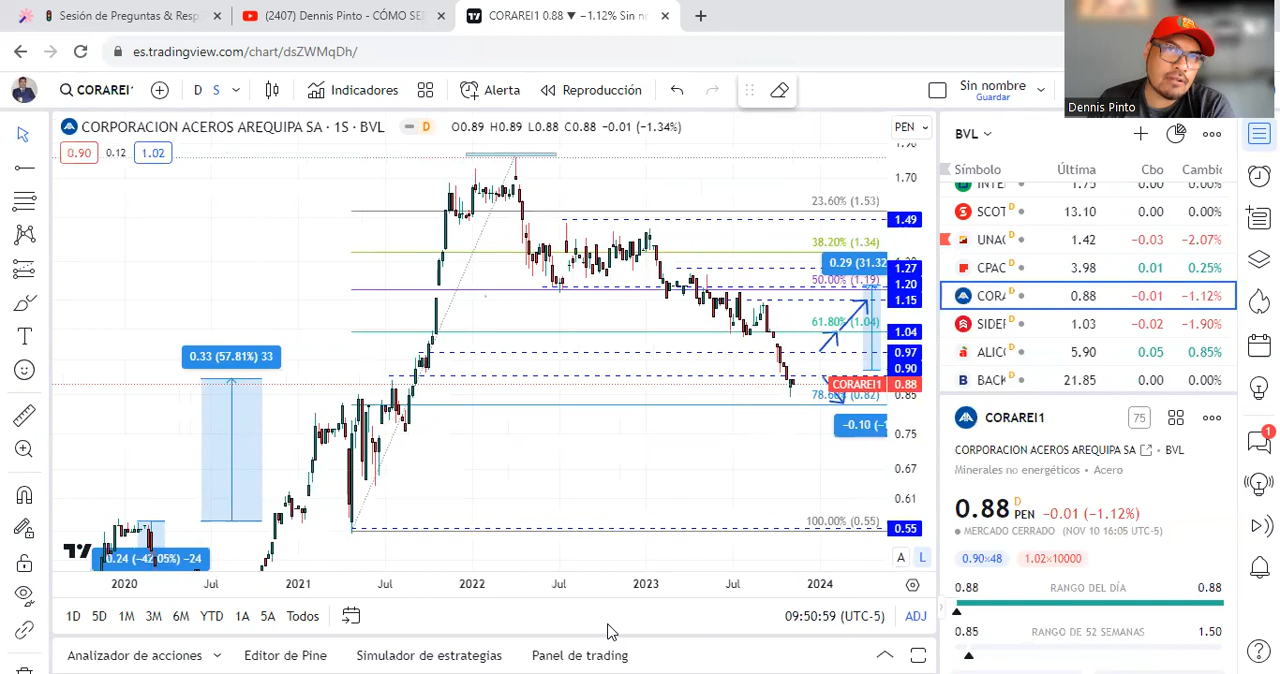 Sesión de Preguntas & Resp
(2407) Dennis Pinto - CÓMO SER
CORAREI1 0.88 ▼ −1.12% Sin no
es.tradingview.com/chart/dsZWMqDh/
Dennis Pinto
CORAREI1
D S
Indicadores
Alerta
Reproducción
Sin nombre
Guardar
CORPORACION ACEROS AREQUIPA SA · 1S · BVL
D
O0.89 H0.89 L0.88 C0.88 −0.01 (−1.34%)
PEN
0.90 0.12 1.02
1.70
23.60% (1.53)
1.49
38.20% (1.34)
0.29 (31.32
1.27
50.00% (1.19)
1.20
1.15
61.80% (1.04)
1.04
0.33 (57.81%) 33
0.97
0.90
CORAREI1 0.88
78.60% (0.82)
0.85
−0.10 (−1
0.75
0.67
0.61
100.00% (0.55)
0.55
0.24 (−42.05%) −24
A L
2020 Jul 2021 Jul 2022 Jul 2023 Jul 2024
1D 5D 1M 3M 6M YTD 1A 5A Todos
09:50:59 (UTC-5) ADJ
Analizador de acciones Editor de Pine Simulador de estrategias Panel de trading
BVL
Símbolo Última Cbo Cambio
INTE 1.75 0.00 0.00%
SCOT D 13.10 0.00 0.00%
UNAC D 1.42 −0.03 −2.07%
CPAC D 3.98 0.01 0.25%
CORA D 0.88 −0.01 −1.12%
SIDEF D 1.03 −0.02 −1.90%
ALIC D 5.90 0.05 0.85%
BACK D 21.85 0.00 0.00%
CORAREI1
75
CORPORACION ACEROS AREQUIPA SA · BVL
Minerales no energéticos • Acero
0.88 D PEN −0.01 (−1.12%)
MERCADO CERRADO (NOV 10 16:05 UTC-5)
0.90×48 1.02×10000
0.88 RANGO DEL DÍA 0.88
0.85 RANGO DE 52 SEMANAS 1.50
1